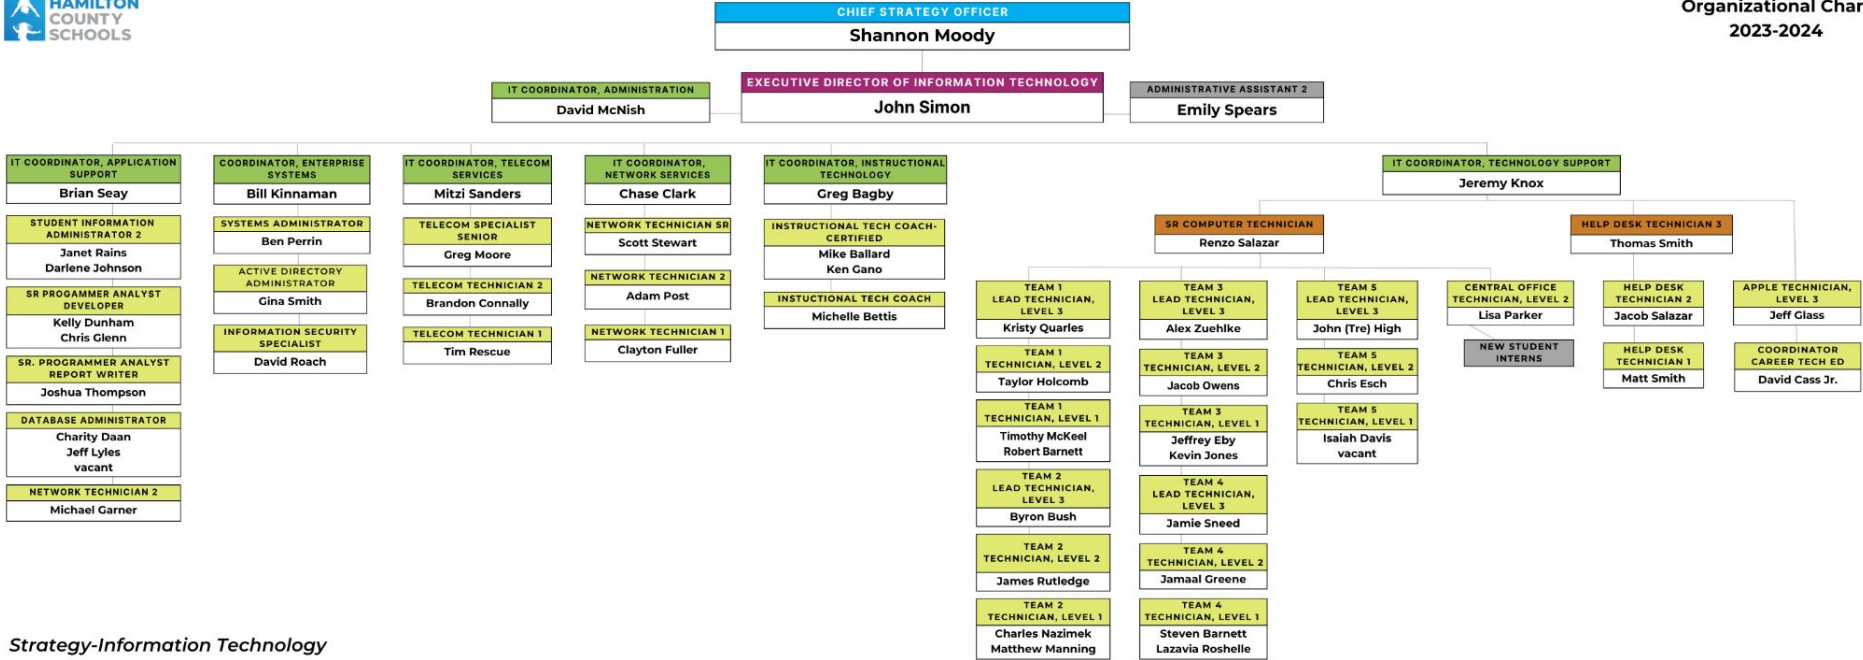 HAMILTON
COUNTY
SCHOOLS
Organizational Char
2023-2024
CHIEF STRATEGY OFFICER
Shannon Moody
EXECUTIVE DIRECTOR OF INFORMATION TECHNOLOGY
John Simon
IT COORDINATOR, ADMINISTRATION
David McNish
ADMINISTRATIVE ASSISTANT 2
Emily Spears
IT COORDINATOR, APPLICATION
SUPPORT
Brian Seay
STUDENT INFORMATION
ADMINISTRATOR 2
Janet Rains
Darlene Johnson
SR PROGAMMER ANALYST
DEVELOPER
Kelly Dunham
Chris Glenn
SR. PROGRAMMER ANALYST
REPORT WRITER
Joshua Thompson
DATABASE ADMINISTRATOR
Charity Daan
Jeff Lyles
vacant
NETWORK TECHNICIAN 2
Michael Garner
COORDINATOR, ENTERPRISE
SYSTEMS
Bill Kinnaman
SYSTEMS ADMINISTRATOR
Ben Perrin
ACTIVE DIRECTORY
ADMINISTRATOR
Gina Smith
INFORMATION SECURITY
SPECIALIST
David Roach
IT COORDINATOR, TELECOM
SERVICES
Mitzi Sanders
TELECOM SPECIALIST
SENIOR
Greg Moore
TELECOM TECHNICIAN 2
Brandon Connally
TELECOM TECHNICIAN 1
Tim Rescue
IT COORDINATOR,
NETWORK SERVICES
Chase Clark
NETWORK TECHNICIAN SR
Scott Stewart
NETWORK TECHNICIAN 2
Adam Post
NETWORK TECHNICIAN 1
Clayton Fuller
IT COORDINATOR, INSTRUCTIONAL
TECHNOLOGY
Greg Bagby
INSTRUCTIONAL TECH COACH-
CERTIFIED
Mike Ballard
Ken Gano
INSTUCTIONAL TECH COACH
Michelle Bettis
IT COORDINATOR, TECHNOLOGY SUPPORT
Jeremy Knox
SR COMPUTER TECHNICIAN
Renzo Salazar
HELP DESK TECHNICIAN 3
Thomas Smith
TEAM 1
LEAD TECHNICIAN,
LEVEL 3
Kristy Quarles
TEAM 1
TECHNICIAN, LEVEL 2
Taylor Holcomb
TEAM 1
TECHNICIAN, LEVEL 1
Timothy McKeel
Robert Barnett
TEAM 2
LEAD TECHNICIAN,
LEVEL 3
Byron Bush
TEAM 2
TECHNICIAN, LEVEL 2
James Rutledge
TEAM 2
TECHNICIAN, LEVEL 1
Charles Nazimek
Matthew Manning
TEAM 3
LEAD TECHNICIAN,
LEVEL 3
Alex Zuehlke
TEAM 3
TECHNICIAN, LEVEL 2
Jacob Owens
TEAM 3
TECHNICIAN, LEVEL 1
Jeffrey Eby
Kevin Jones
TEAM 4
LEAD TECHNICIAN,
LEVEL 3
Jamie Sneed
TEAM 4
TECHNICIAN, LEVEL 2
Jamaal Greene
TEAM 4
TECHNICIAN, LEVEL 1
Steven Barnett
Lazavia Roshelle
TEAM 5
LEAD TECHNICIAN,
LEVEL 3
John (Tre) High
TEAM 5
TECHNICIAN, LEVEL 2
Chris Esch
TEAM 5
TECHNICIAN, LEVEL 1
Isaiah Davis
vacant
CENTRAL OFFICE
TECHNICIAN, LEVEL 2
Lisa Parker
NEW STUDENT
INTERNS
HELP DESK
TECHNICIAN 2
Jacob Salazar
HELP DESK
TECHNICIAN 1
Matt Smith
APPLE TECHNICIAN,
LEVEL 3
Jeff Glass
COORDINATOR
CAREER TECH ED
David Cass Jr.
Strategy-Information Technology